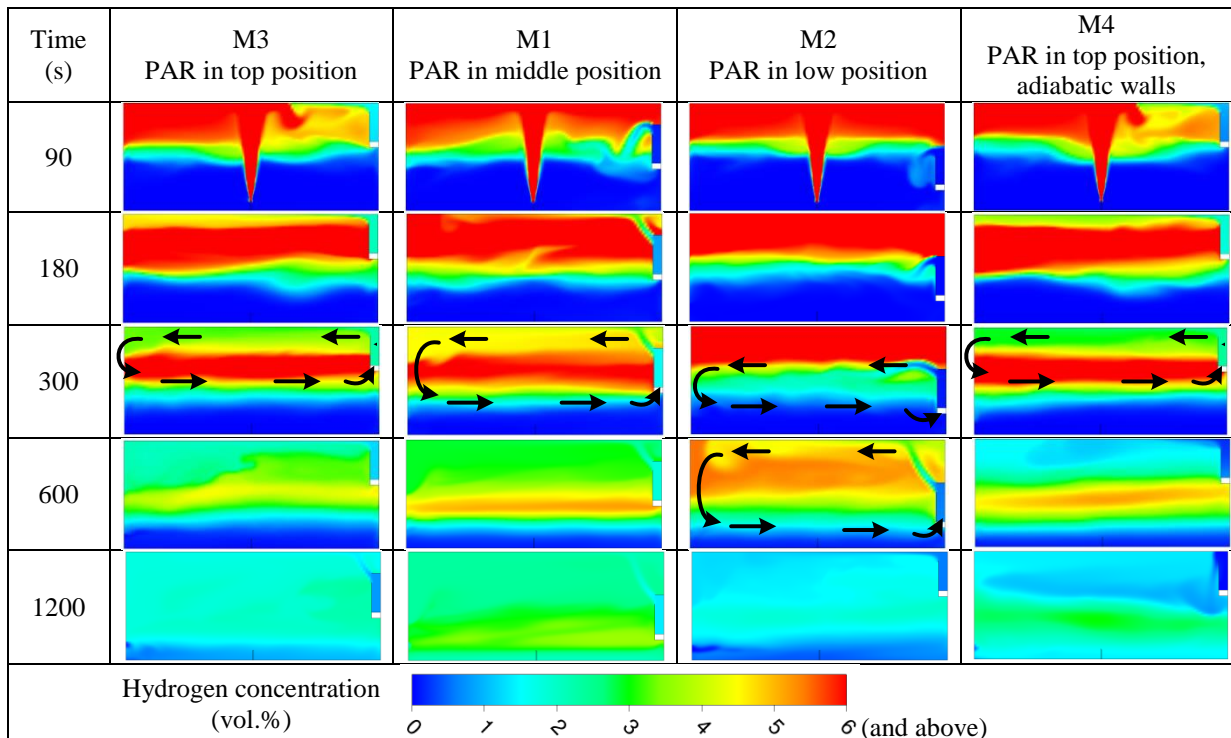 Time
(s)
M3
PAR in top position
M1
PAR in middle position
M2
PAR in low position
M4
PAR in top position,
adiabatic walls
90
180
300
600
1200
Hydrogen concentration
(vol.%)
0 1 2 3 4 5 6 (and above)